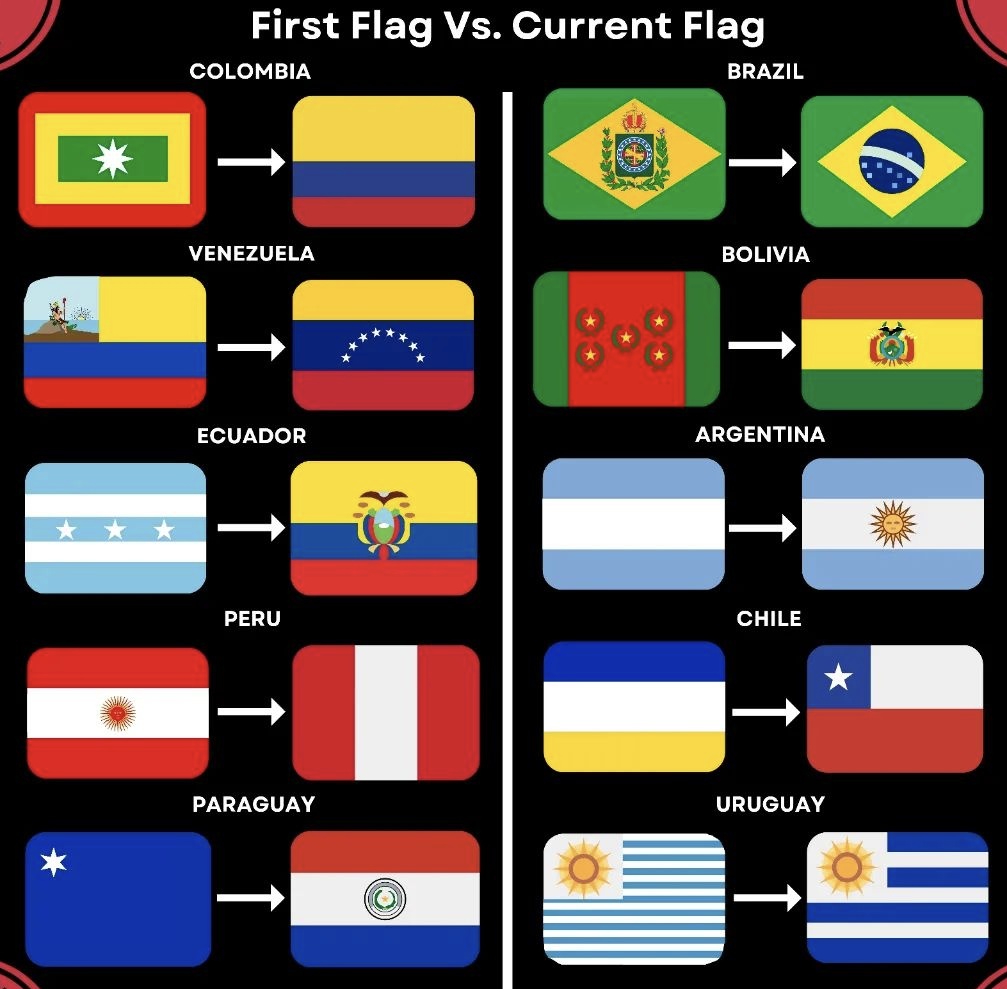 First Flag Vs. Current Flag
COLOMBIA
BRAZIL
VENEZUELA
BOLIVIA
ECUADOR
ARGENTINA
PERU
CHILE
PARAGUAY
URUGUAY